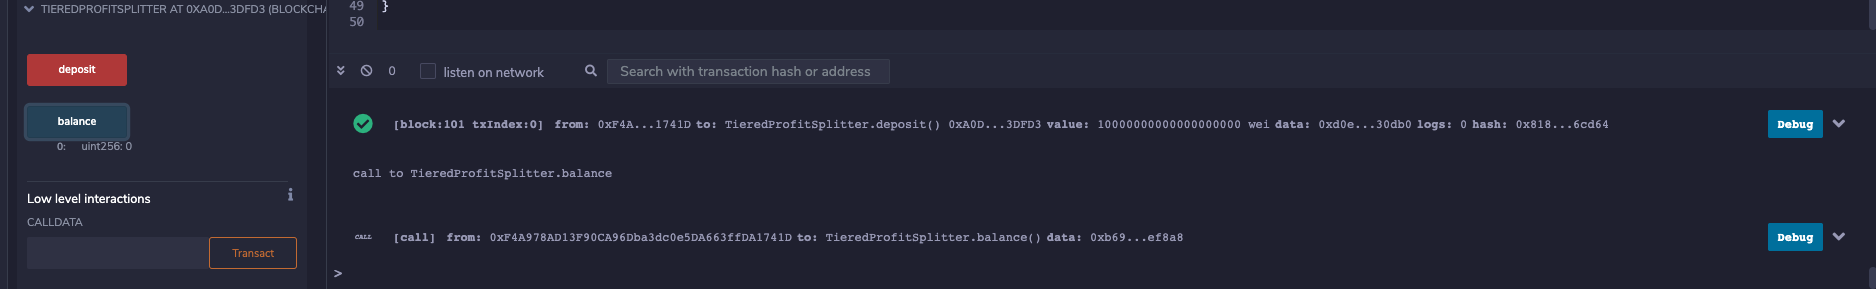 TIEREDPROFITSPLITTER AT 0XA0D...3DFD3 (BLOCKCHA
deposit
balance
0: uint256: 0
Low level interactions
CALLDATA
Transact
49 }
50
0 listen on network Search with transaction hash or address
[block:101 txIndex:0] from: 0xF4A...1741D to: TieredProfitSplitter.deposit() 0xA0D...3DFD3 value: 10000000000000000000 wei data: 0xd0e...30db0 logs: 0 hash: 0x818...6cd64 Debug
call to TieredProfitSplitter.balance
CALL [call] from: 0xF4A978AD13F90CA96Dba3dc0e5DA663ffDA1741D to: TieredProfitSplitter.balance() data: 0xb69...ef8a8 Debug
>